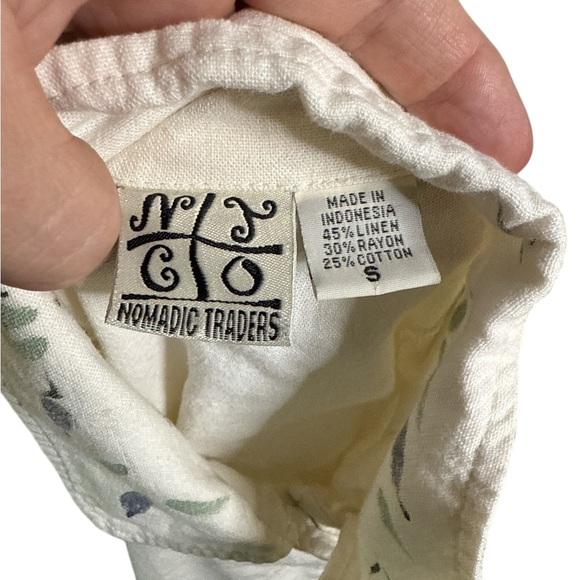 N T
C O
NOMADIC TRADERS
MADE IN
INDONESIA
45% LINEN
30% RAYON
25% COTTON
S